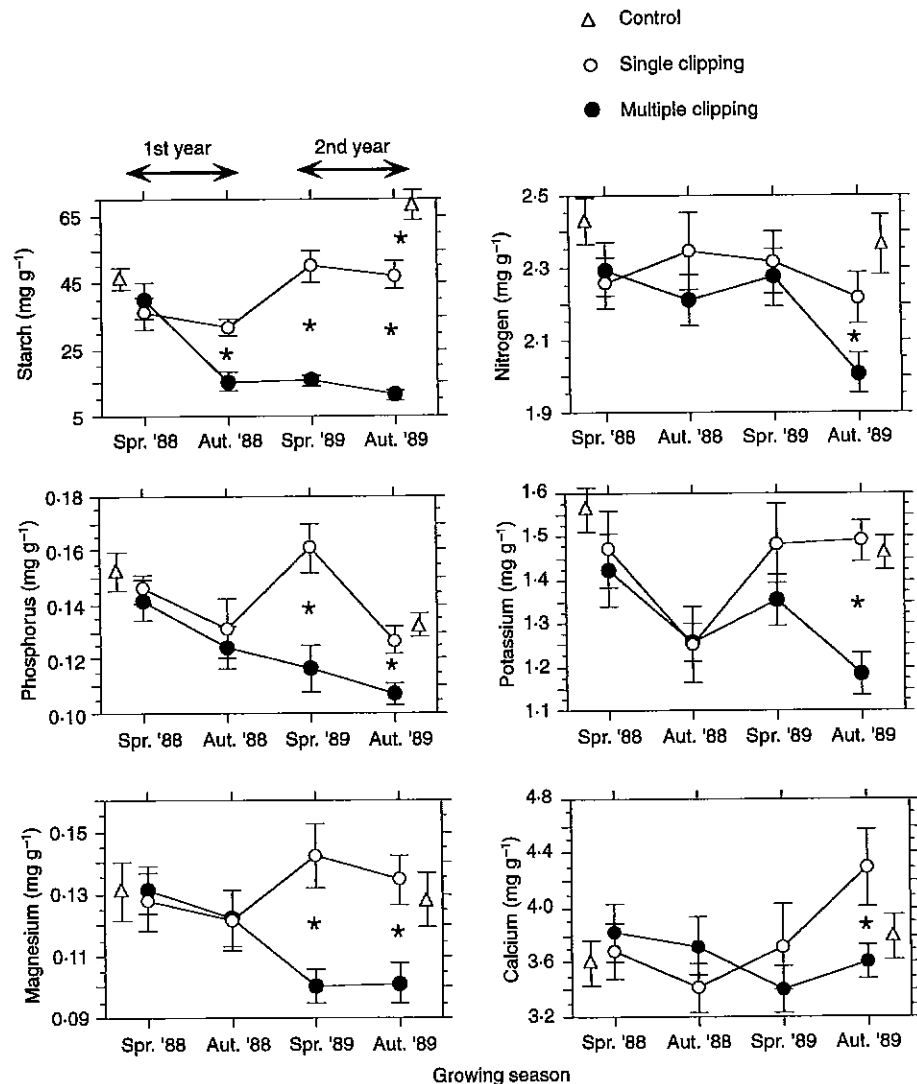 Control
Single clipping
Multiple clipping
1st year
2nd year
Starch (mg g⁻¹)
65
45
25
5
Spr. '88 Aut. '88 Spr. '89 Aut. '89
*
*
*
*
Nitrogen (mg g⁻¹)
2·5
2·3
2·1
1·9
Spr. '88 Aut. '88 Spr. '89 Aut. '89
*
Phosphorus (mg g⁻¹)
0·18
0·16
0·14
0·12
0·10
Spr. '88 Aut. '88 Spr. '89 Aut. '89
*
*
Potassium (mg g⁻¹)
1·6
1·5
1·4
1·3
1·2
1·1
Spr. '88 Aut. '88 Spr. '89 Aut. '89
*
Magnesium (mg g⁻¹)
0·15
0·13
0·11
0·09
Spr. '88 Aut. '88 Spr. '89 Aut. '89
*
*
Calcium (mg g⁻¹)
4·8
4·4
4·0
3·6
3·2
Spr. '88 Aut. '88 Spr. '89 Aut. '89
*
Growing season